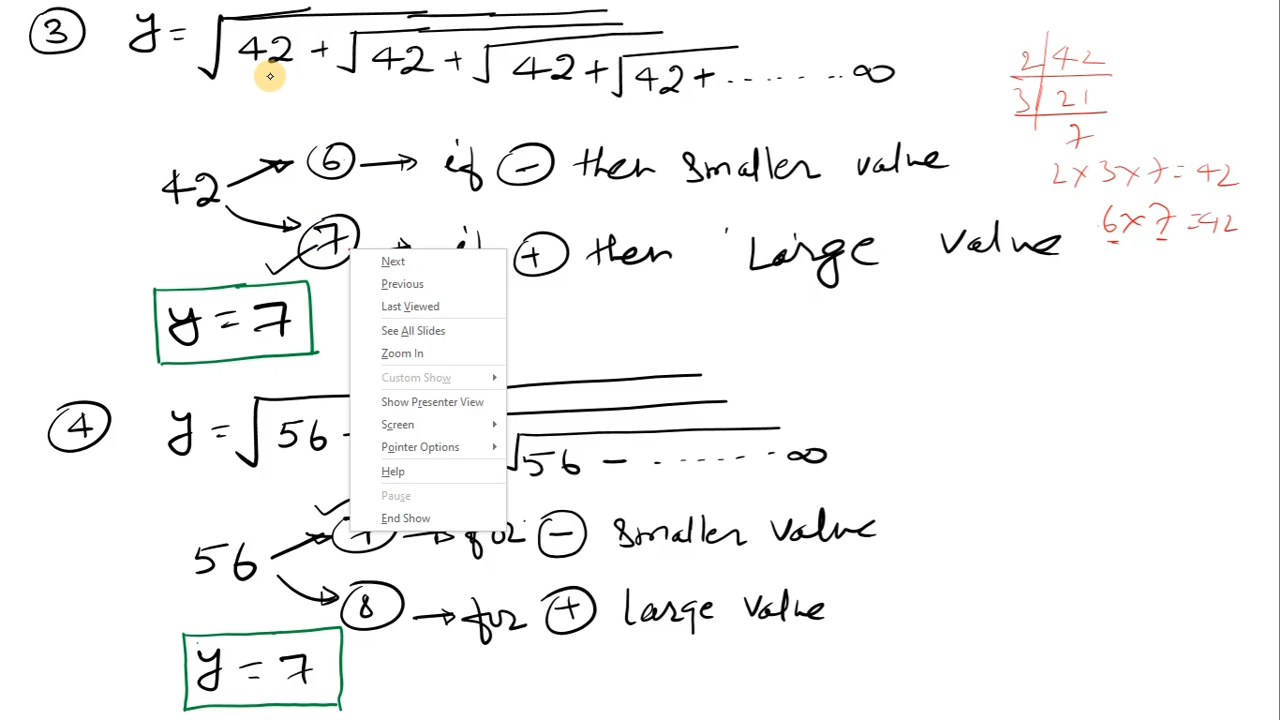 ③ y = √42 + √42 + √42 + √42 + ........ ∞
42 → ⑥ → if ⊖ then smaller value
→ ⑦ → ⊕ then Large value
y = 7
2 | 42
3 | 21
7
2 × 3 × 7 = 42
6 × 7 = 42
Next
Previous
Last Viewed
See All Slides
Zoom In
Custom Show
Show Presenter View
Screen
Pointer Options
Help
Pause
End Show
④ y = √56 - √56 - ........ ∞
56 → → for ⊖ smaller value
→ ⑧ → for ⊕ large value
y = 7